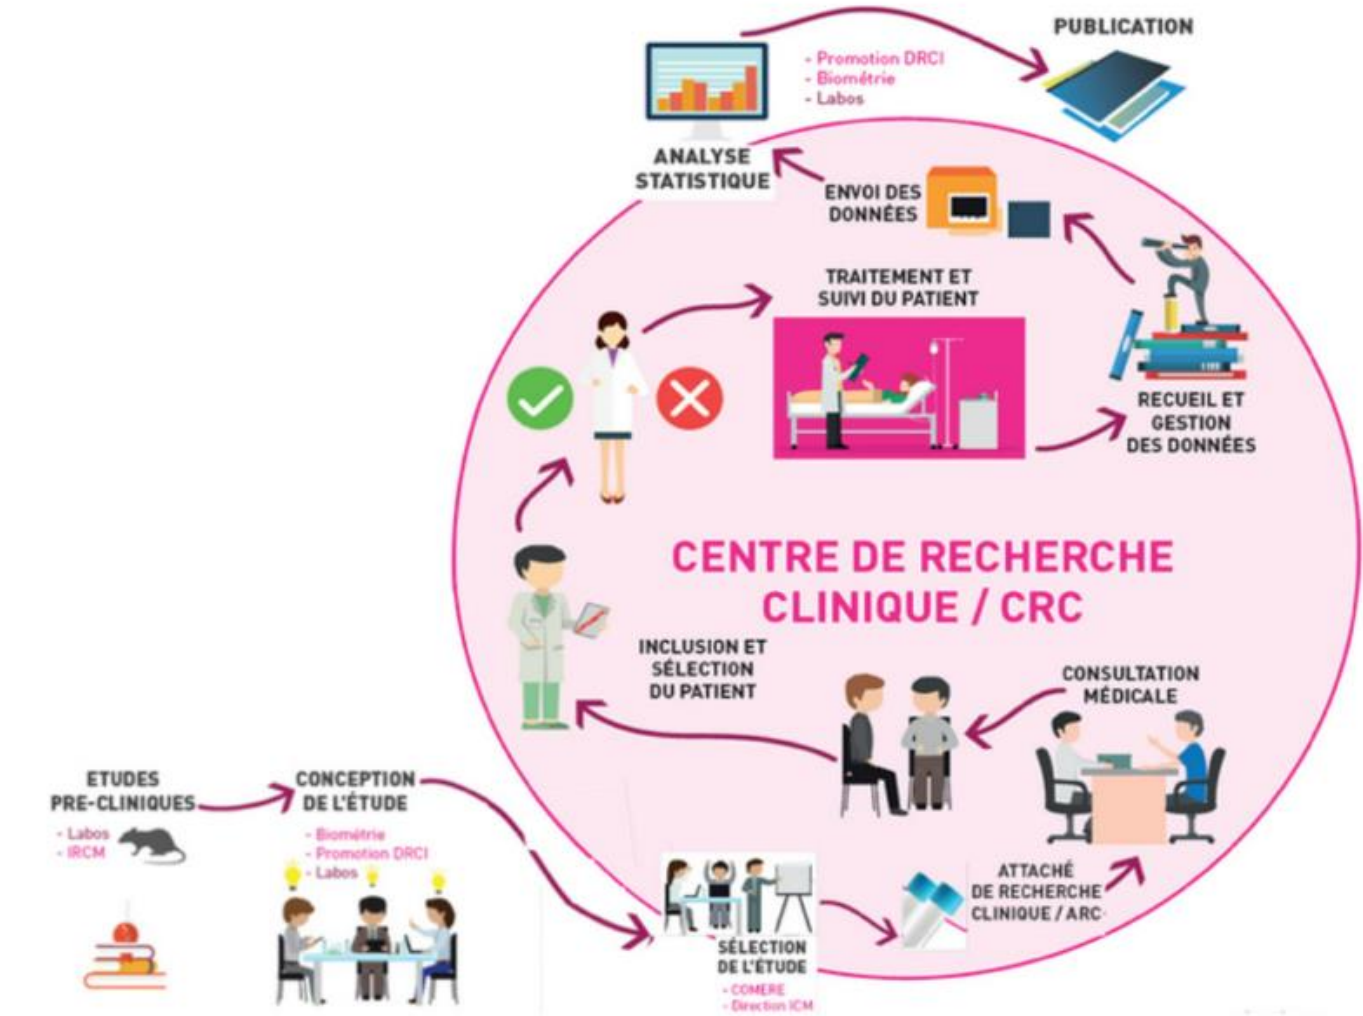 ETUDES
PRE-CLINIQUES
- Labos
- IRCM
CONCEPTION
DE L'ÉTUDE
- Biométrie
- Promotion DRCI
- Labos
SÉLECTION
DE L'ÉTUDE
- COMERE
- Direction ICM
ATTACHÉ
DE RECHERCHE
CLINIQUE / ARC
CONSULTATION
MÉDICALE
INCLUSION ET
SÉLECTION
DU PATIENT
CENTRE DE RECHERCHE
CLINIQUE / CRC
TRAITEMENT ET
SUIVI DU PATIENT
RECUEIL ET
GESTION
DES DONNÉES
ENVOI DES
DONNÉES
ANALYSE
STATISTIQUE
- Promotion DRCI
- Biométrie
- Labos
PUBLICATION